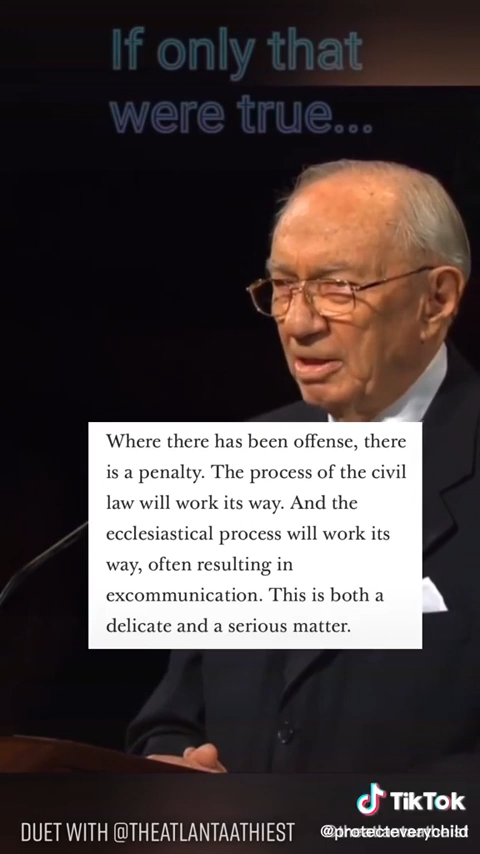 If only that
were true...
Where there has been offense, there
is a penalty. The process of the civil
law will work its way. And the
ecclesiastical process will work its
way, often resulting in
excommunication. This is both a
delicate and a serious matter.
TikTok
DUET WITH @THEATLANTAATHIEST